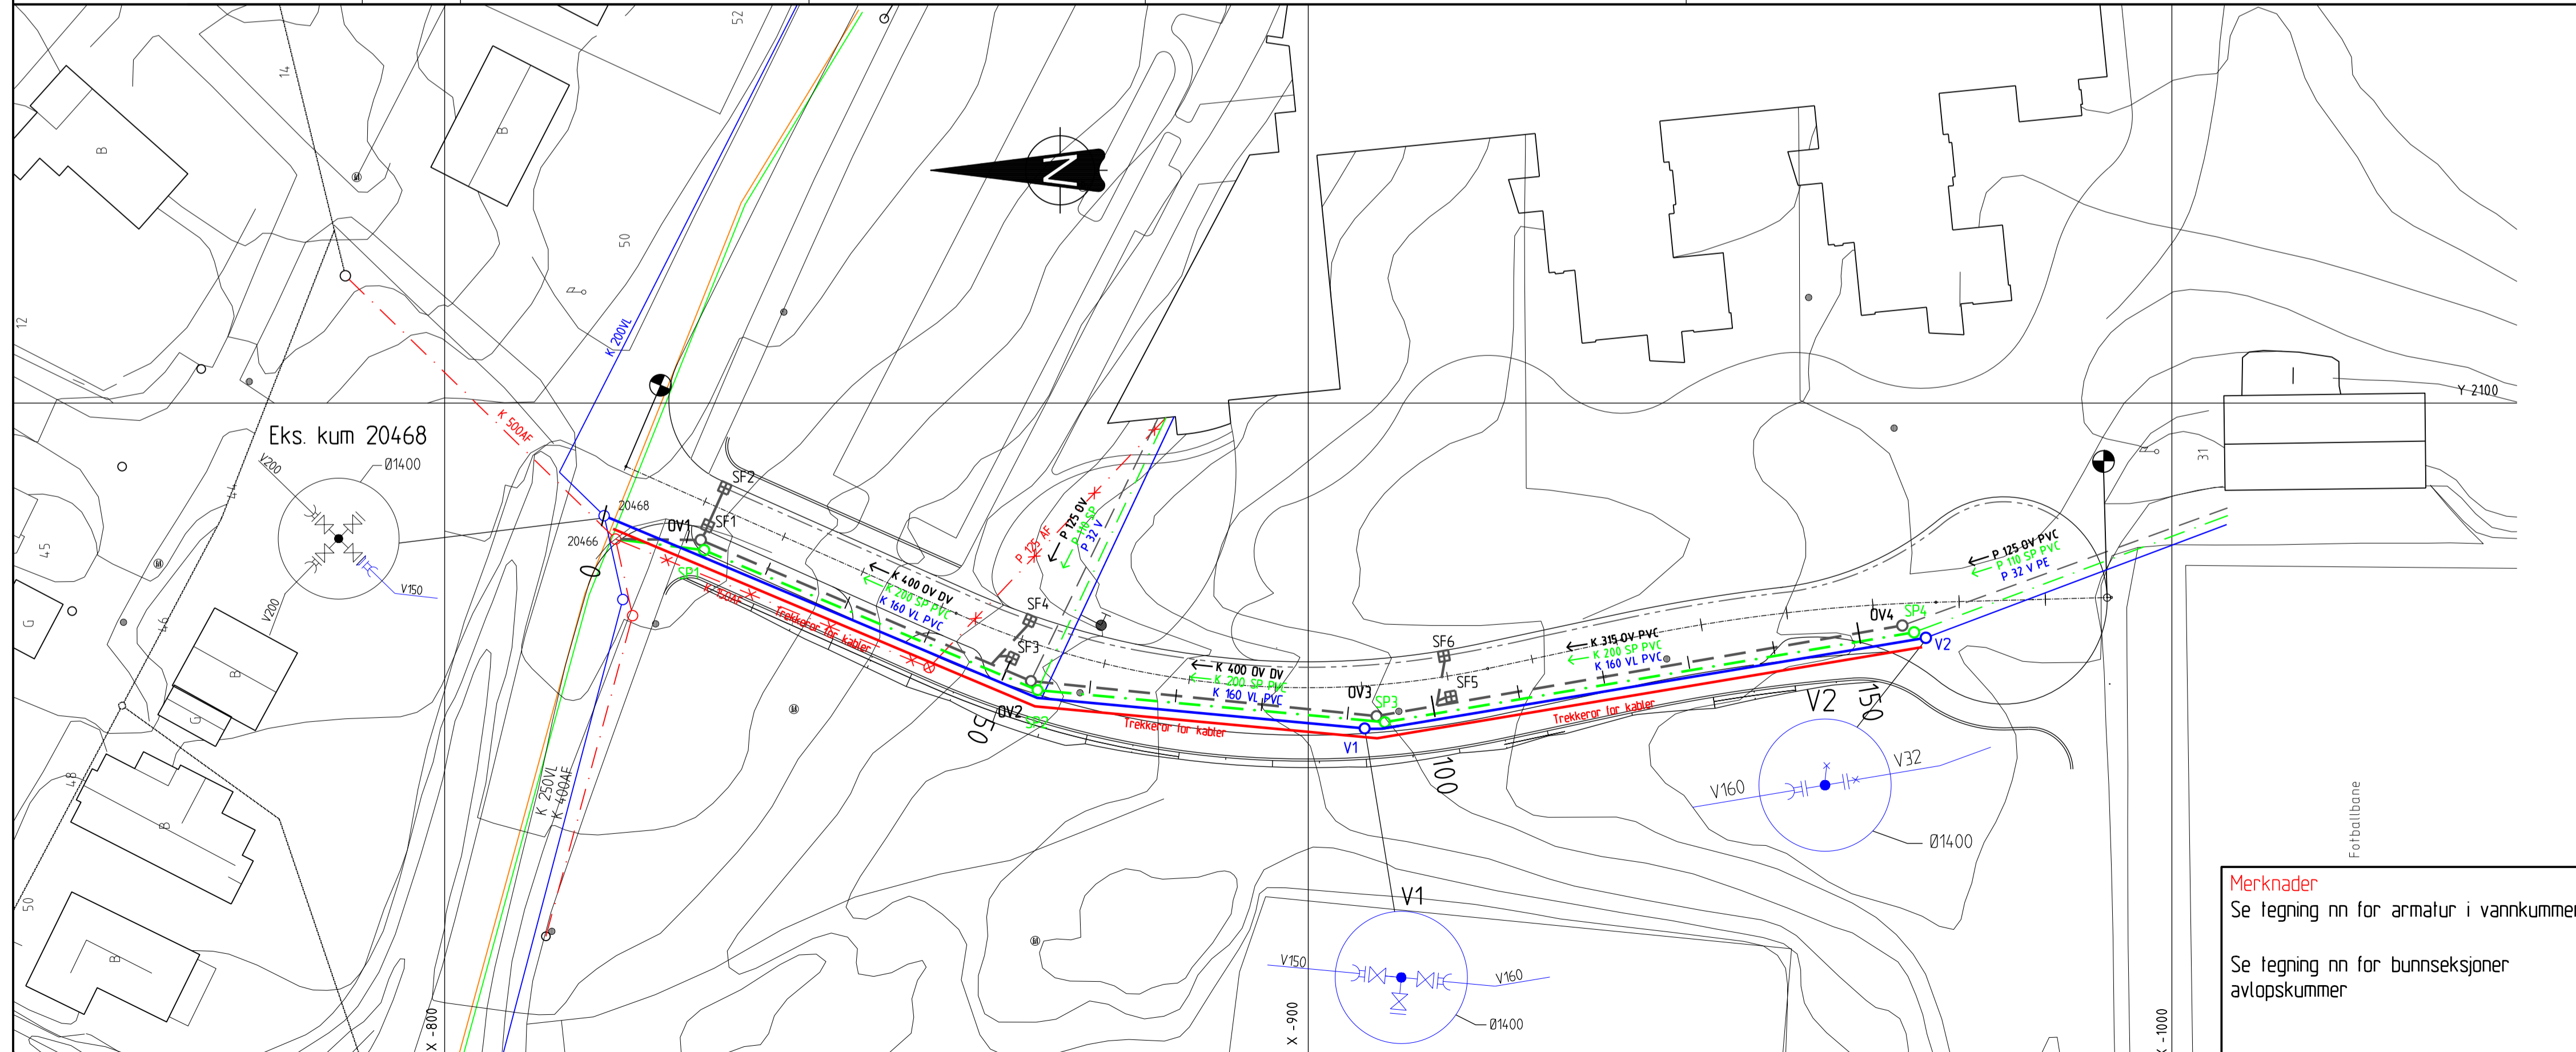 52
14
B
B
50
N
12
K 200VL
Y 2100
K 500AF
Eks. kum 20468
V200
Ø1400
44
31
SF2
20468
OV1
SF1
20466
P 125 OV
P 110 SP
P 32 V
P 125 AF
45
0
V150
SP1
K 150AF
V200
K 400 OV DV
K 200 SP PVC
K 160 VL PVC
Trekkerør for kabler
P 125 OV PVC
P 110 SP PVC
P 32 V PE
G
46
SF4
SF3
OV4
SP4
V2
B
SF6
K 315 OV PVC
K 200 SP PVC
K 160 VL PVC
K 400 OV DV
K 200 SP PVC
K 160 VL PVC
OV3
SP3
SF5
G
OV2
SP2
50
Trekkerør for kabler
V1
Trekkerør for kabler
V2
150
48
B
K 250VL
K 400AF
100
V160
V32
Ø1400
Fotballbane
50
B
V1
V150
V160
Ø1400
X -800
X -900
X -1000
Merknader
Se tegning nn for armatur i vannkummer
Se tegning nn for bunnseksjoner
avløpskummer